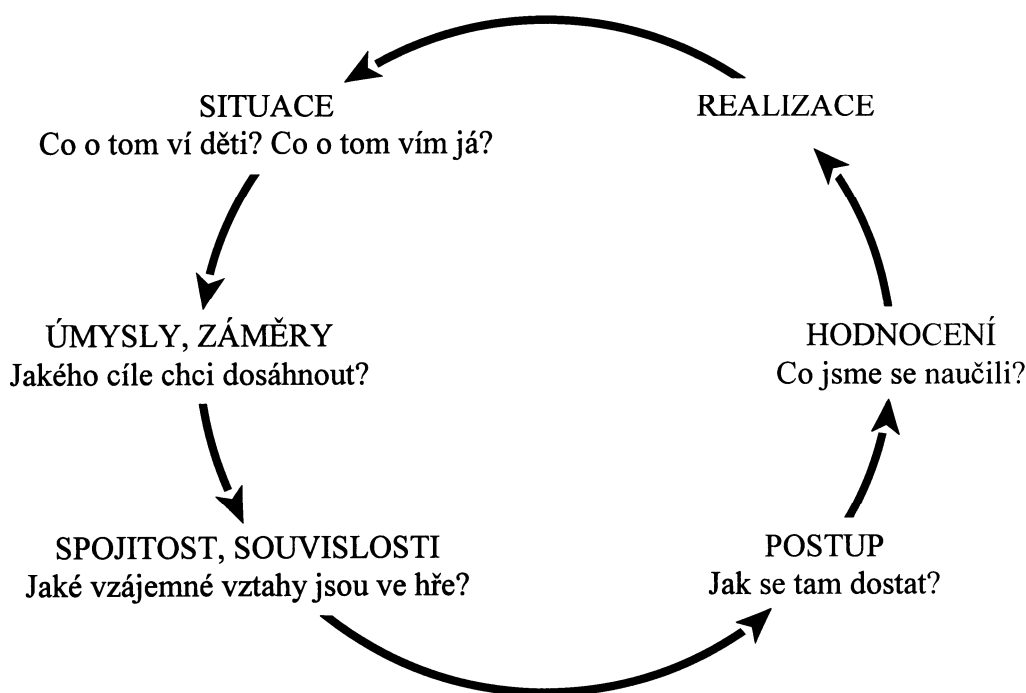 SITUACE
Co o tom ví děti? Co o tom vím já?
REALIZACE
ÚMYSLY, ZÁMĚRY
Jakého cíle chci dosáhnout?
HODNOCENÍ
Co jsme se naučili?
SPOJITOST, SOUVISLOSTI
Jaké vzájemné vztahy jsou ve hře?
POSTUP
Jak se tam dostat?